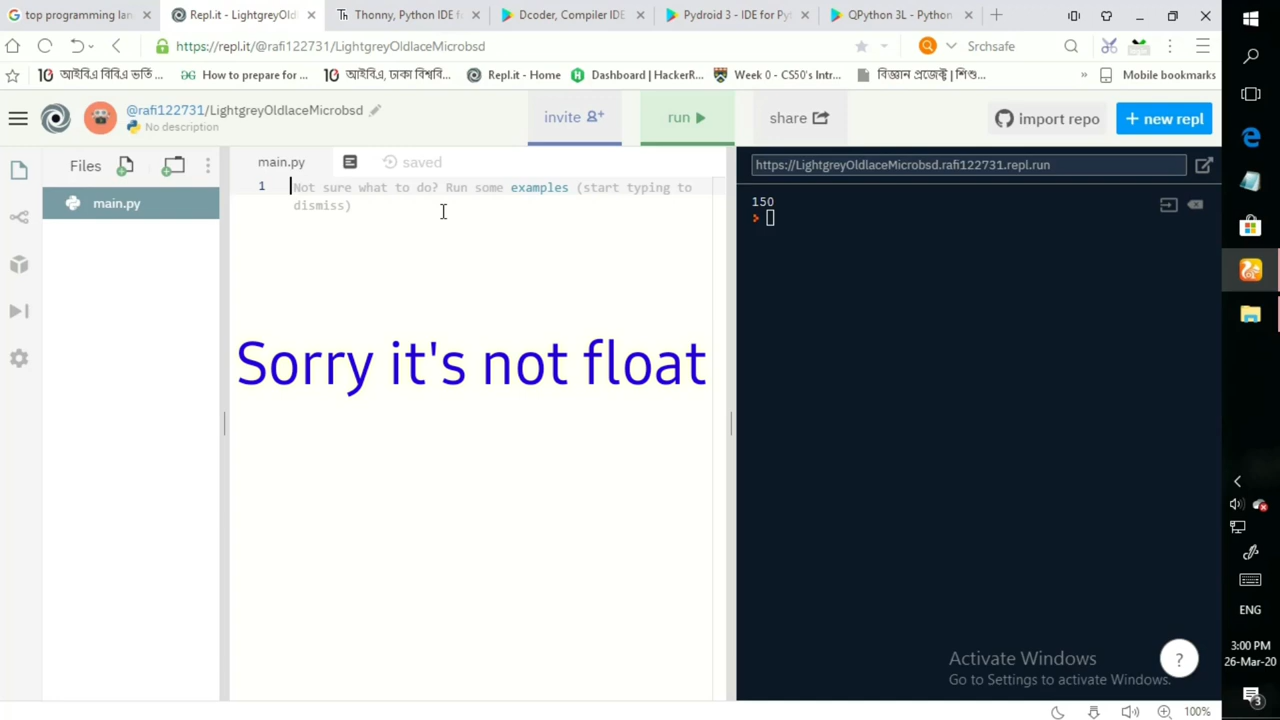 top programming lan
Repl.it - LightgreyOldl
Thonny, Python IDE f
Dcoder, Compiler IDE
Pydroid 3 - IDE for Py
QPython 3L - Python
https://repl.it/@rafi122731/LightgreyOldlaceMicrobsd
Srchsafe
আইবিএ বিবিএ ভর্তি ...
How to prepare for ...
আইবিএ, ঢাকা বিশ্ববি...
Repl.it - Home
Dashboard | HackerR...
Week 0 - CS50's Intr...
বিজ্ঞান প্রজেক্ট | শিশু...
» Mobile bookmarks
@rafi122731/LightgreyOldlaceMicrobsd
No description
invite
run
share
import repo
+ new repl
Files
main.py
saved
https://LightgreyOldlaceMicrobsd.rafi122731.repl.run
main.py
1 Not sure what to do? Run some examples (start typing to
dismiss)
150
Sorry it's not float
Activate Windows
Go to Settings to activate Windows.
?
ENG
3:00 PM
26-Mar-20
3
100%